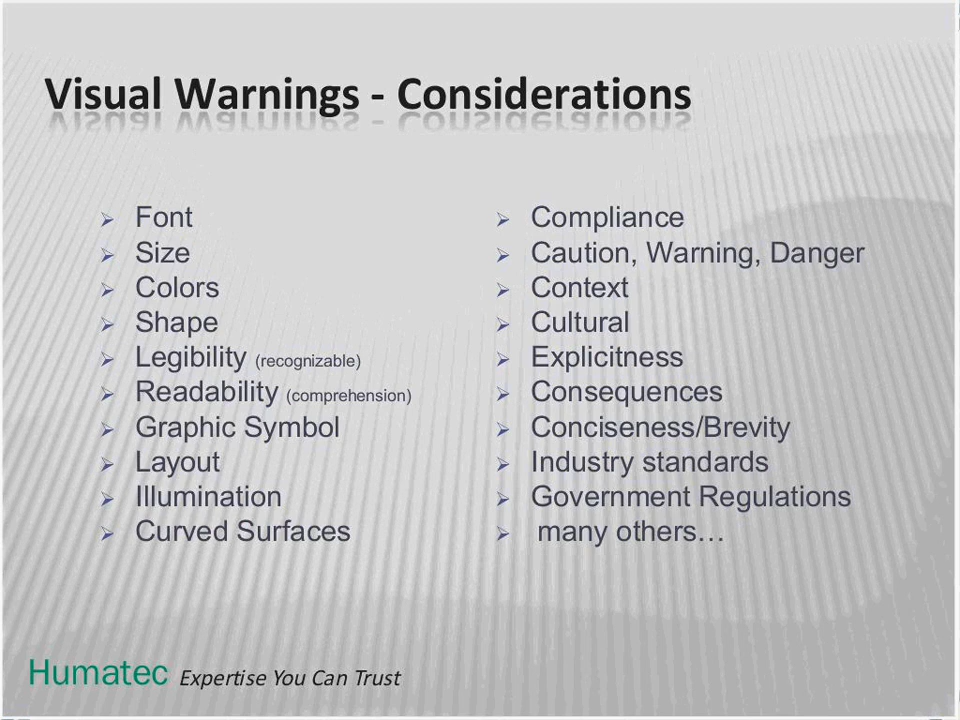 Visual Warnings - Considerations
Font
Size
Colors
Shape
Legibility (recognizable)
Readability (comprehension)
Graphic Symbol
Layout
Illumination
Curved Surfaces
Compliance
Caution, Warning, Danger
Context
Cultural
Explicitness
Consequences
Conciseness/Brevity
Industry standards
Government Regulations
many others…
Humatec Expertise You Can Trust